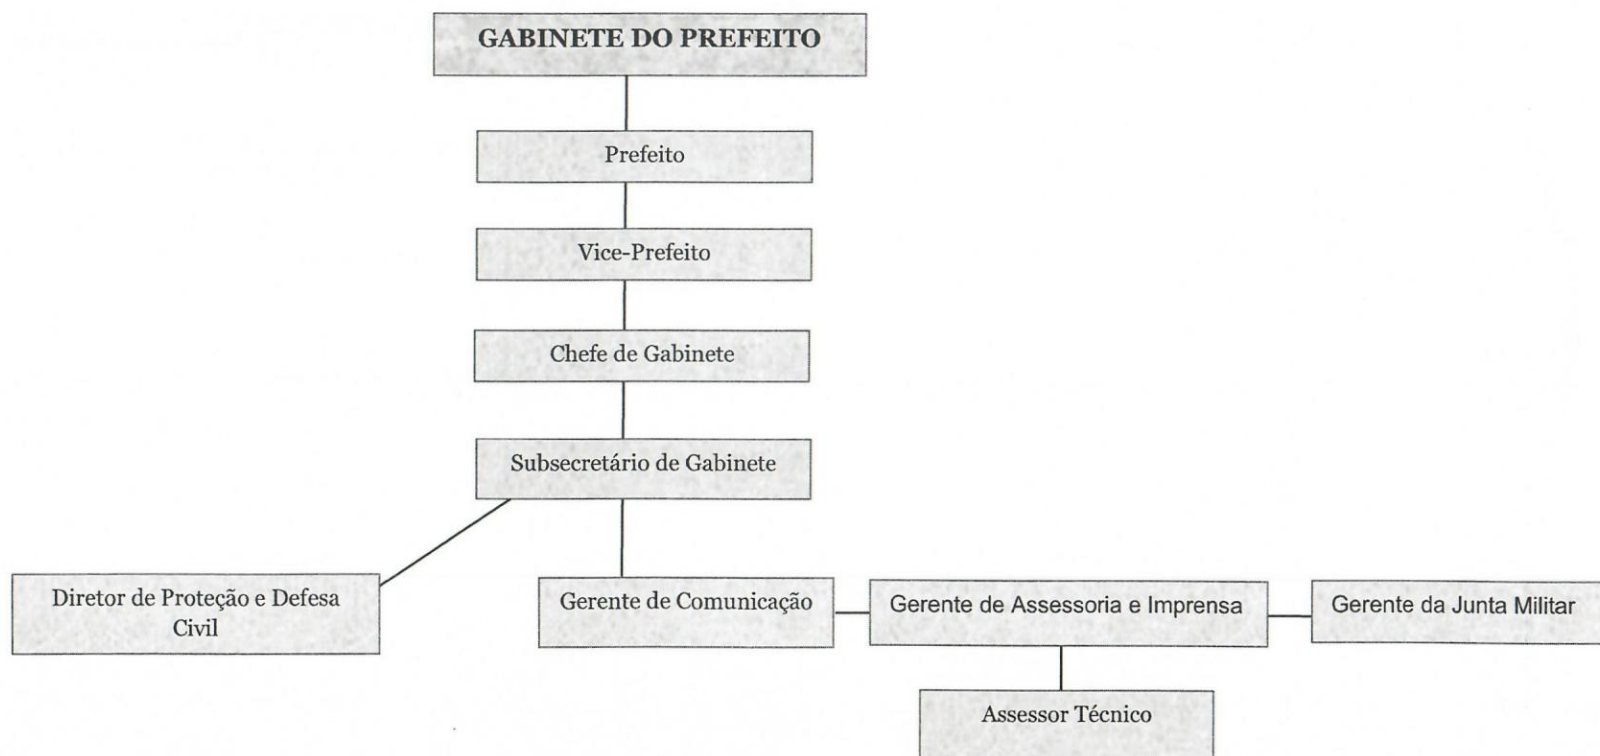 GABINETE DO PREFEITO
Prefeito
Vice-Prefeito
Chefe de Gabinete
Subsecretário de Gabinete
Diretor de Proteção e Defesa
Civil
Gerente de Comunicação
Gerente de Assessoria e Imprensa
Gerente da Junta Militar
Assessor Técnico